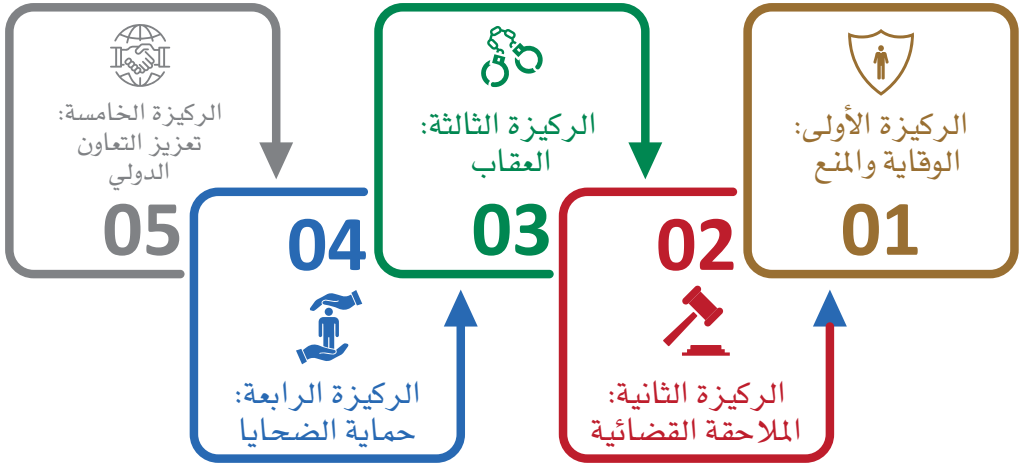 الركيزة الأولى:
الوقاية والمنع
01
02
الركيزة الثانية:
الملاحقة القضائية
الركيزة الثالثة:
العقاب
03
04
الركيزة الرابعة:
حماية الضحايا
الركيزة الخامسة:
تعزيز التعاون
الدولي
05